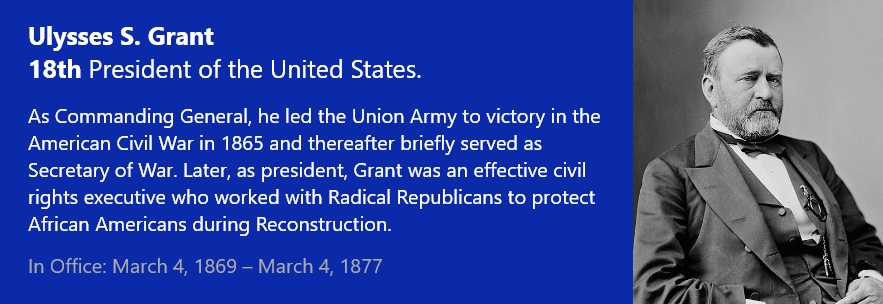 Ulysses S. Grant
18th President of the United States.
As Commanding General, he led the Union Army to victory in the
American Civil War in 1865 and thereafter briefly served as
Secretary of War. Later, as president, Grant was an effective civil
rights executive who worked with Radical Republicans to protect
African Americans during Reconstruction.
In Office: March 4, 1869 – March 4, 1877